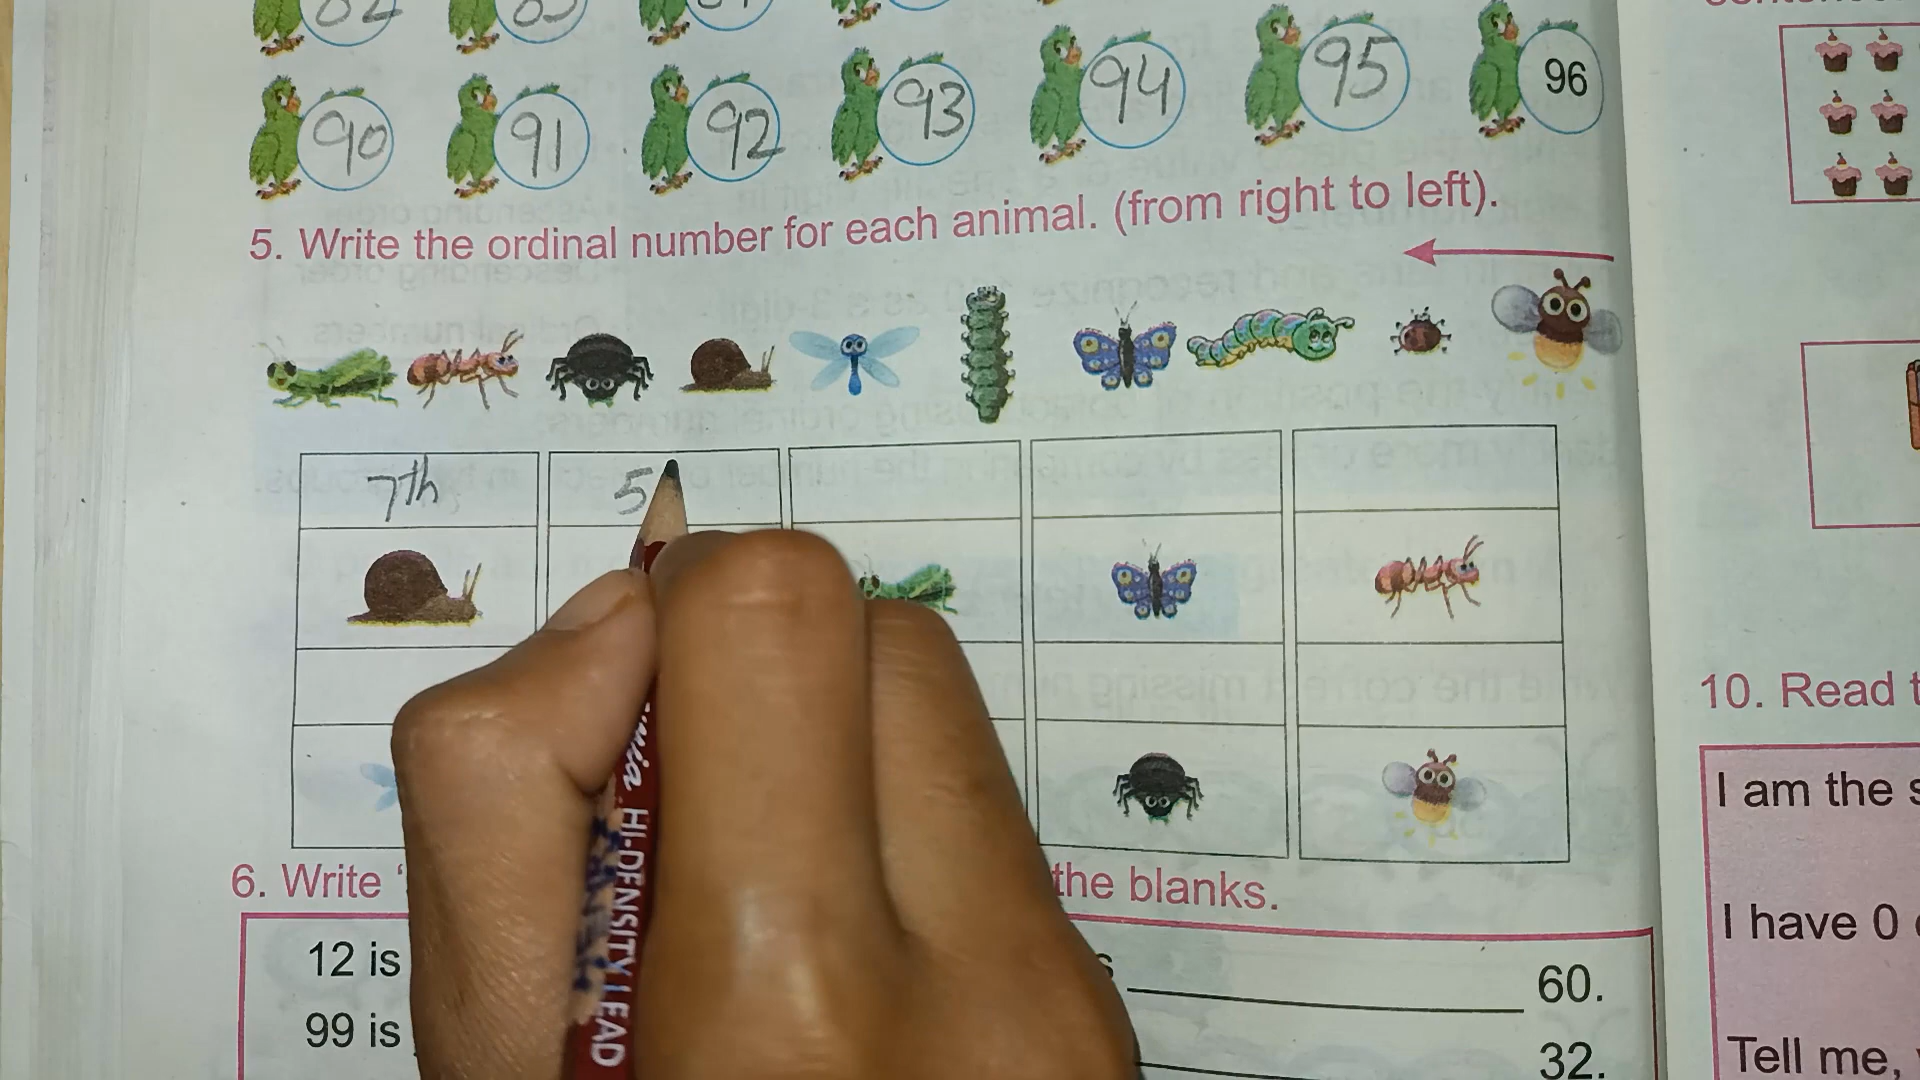 90 91 92 93 94 95 96
5. Write the ordinal number for each animal. (from right to left).
7th 5
6. Write
the blanks.
12 is
60.
99 is
32.
HI-DENSITY LEAD
10. Read
I am the
I have 0
Tell me,